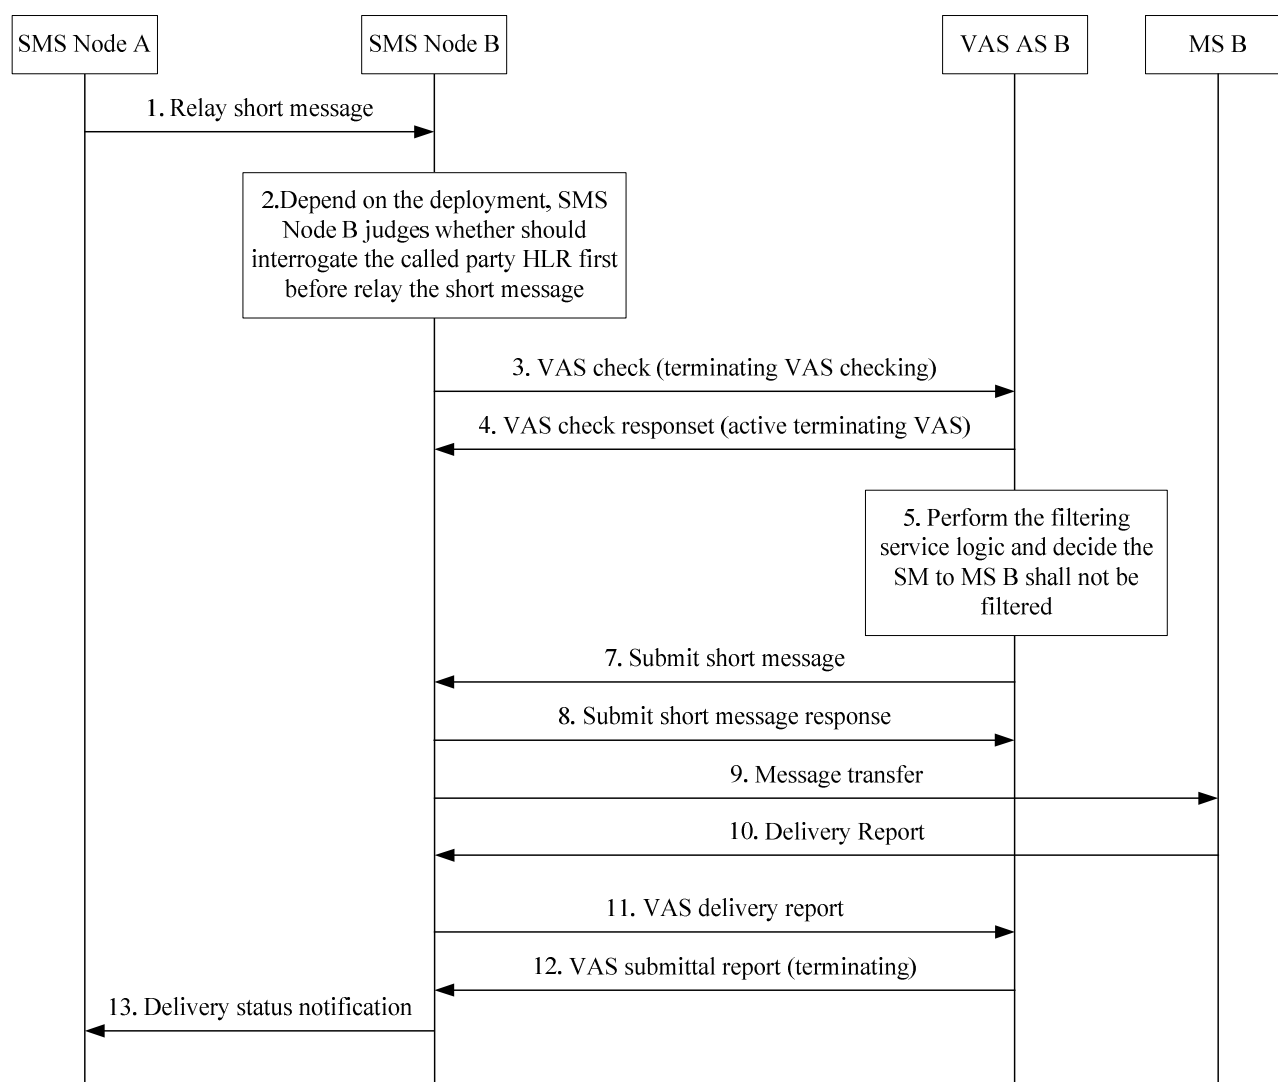 SMS Node A
SMS Node B
VAS AS B
MS B
1. Relay short message
2.Depend on the deployment, SMS
Node B judges whether should
interrogate the called party HLR first
before relay the short message
3. VAS check (terminating VAS checking)
4. VAS check responset (active terminating VAS)
5. Perform the filtering
service logic and decide the
SM to MS B shall not be
filtered
7. Submit short message
8. Submit short message response
9. Message transfer
10. Delivery Report
11. VAS delivery report
12. VAS submittal report (terminating)
13. Delivery status notification